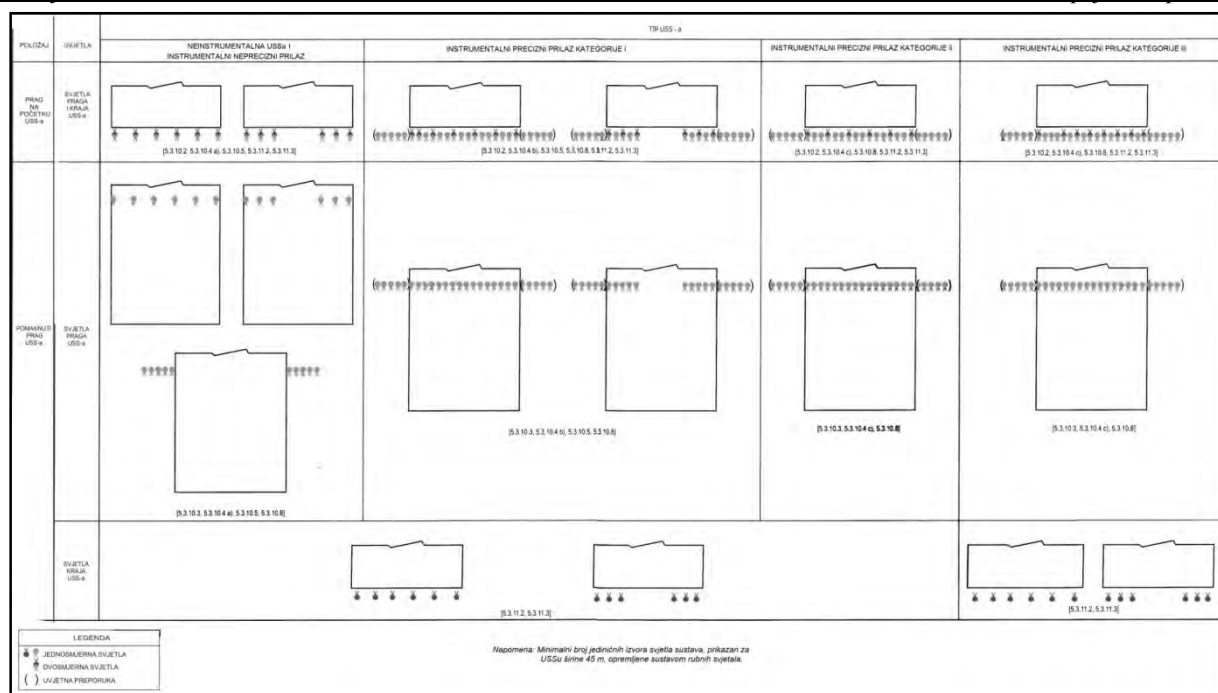 TIP USS - a
POLOŽAJ
SVJETLA
NEINSTRUMENTALNA USSa I
INSTRUMENTALNI NEPRECIZNI PRILAZ
INSTRUMENTALNI PRECIZNI PRILAZ KATEGORIJE I
INSTRUMENTALNI PRECIZNI PRILAZ KATEGORIJE II
INSTRUMENTALNI PRECIZNI PRILAZ KATEGORIJE III
PRAG
NA
POČETKU
USS-a
SVJETLA
PRAGA
I KRAJA
USS-a
[5.3.10.2, 5.3.10.4 a), 5.3.10.5, 5.3.11.2, 5.3.11.3]
[5.3.10.2, 5.3.10.4 b), 5.3.10.5, 5.3.10.8, 5.3.11.2, 5.3.11.3]
[5.3.10.2, 5.3.10.4 c), 5.3.10.8, 5.3.11.2, 5.3.11.3]
[5.3.10.2, 5.3.10.4 c), 5.3.10.8, 5.3.11.2, 5.3.11.3]
POMAKNUTI
PRAG
USS-a
SVJETLA
PRAGA
USS-a
[5.3.10.3, 5.3.10.4 b), 5.3.10.5, 5.3.10.8]
[5.3.10.3, 5.3.10.4 c), 5.3.10.8]
[5.3.10.3, 5.3.10.4 c), 5.3.10.8]
[5.3.10.3, 5.3.10.4 a), 5.3.10.5, 5.3.10.8]
SVJETLA
KRAJA
USS-a
[5.3.11.2, 5.3.11.3]
[5.3.11.2, 5.3.11.3]
LEGENDA
JEDNOSMJERNA SVJETLA
DVOSMJERNA SVJETLA
( ) UVJETNA PREPORUKA
Napomena: Minimalni broj jediničnih izvora svjetla sustava, prikazan za
USSu širine 45 m, opremljene sustavom rubnih svjetala.